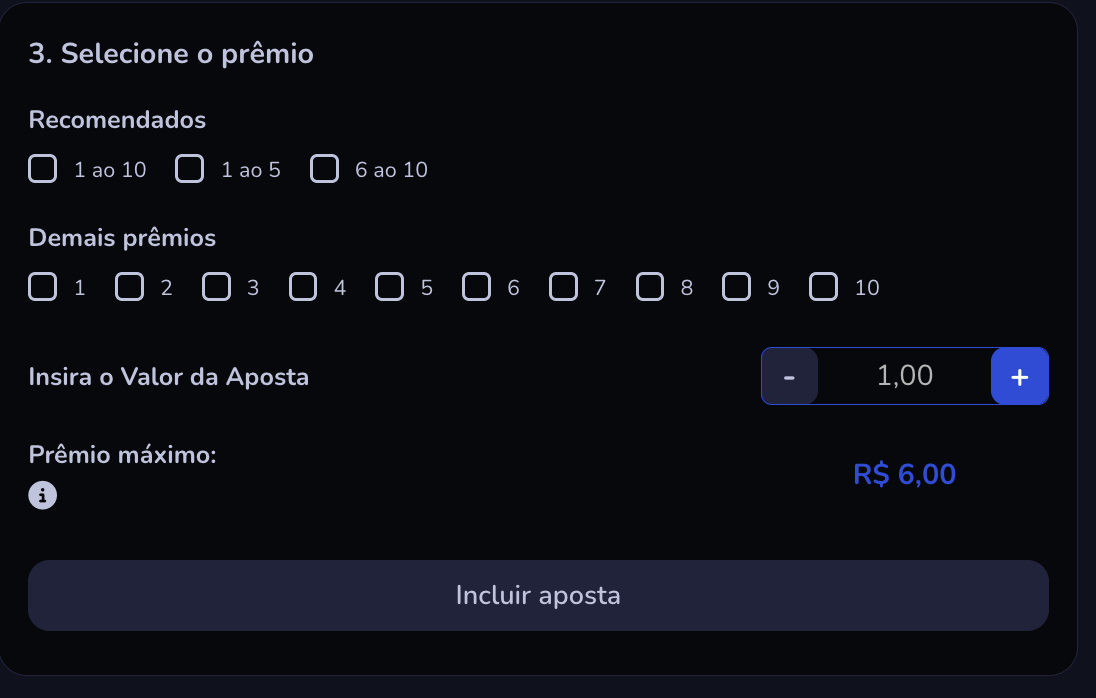 3. Selecione o prêmio
Recomendados
1 ao 10 1 ao 5 6 ao 10
Demais prêmios
1 2 3 4 5 6 7 8 9 10
Insira o Valor da Aposta - 1,00 +
Prêmio máximo:
R$ 6,00
i
Incluir aposta